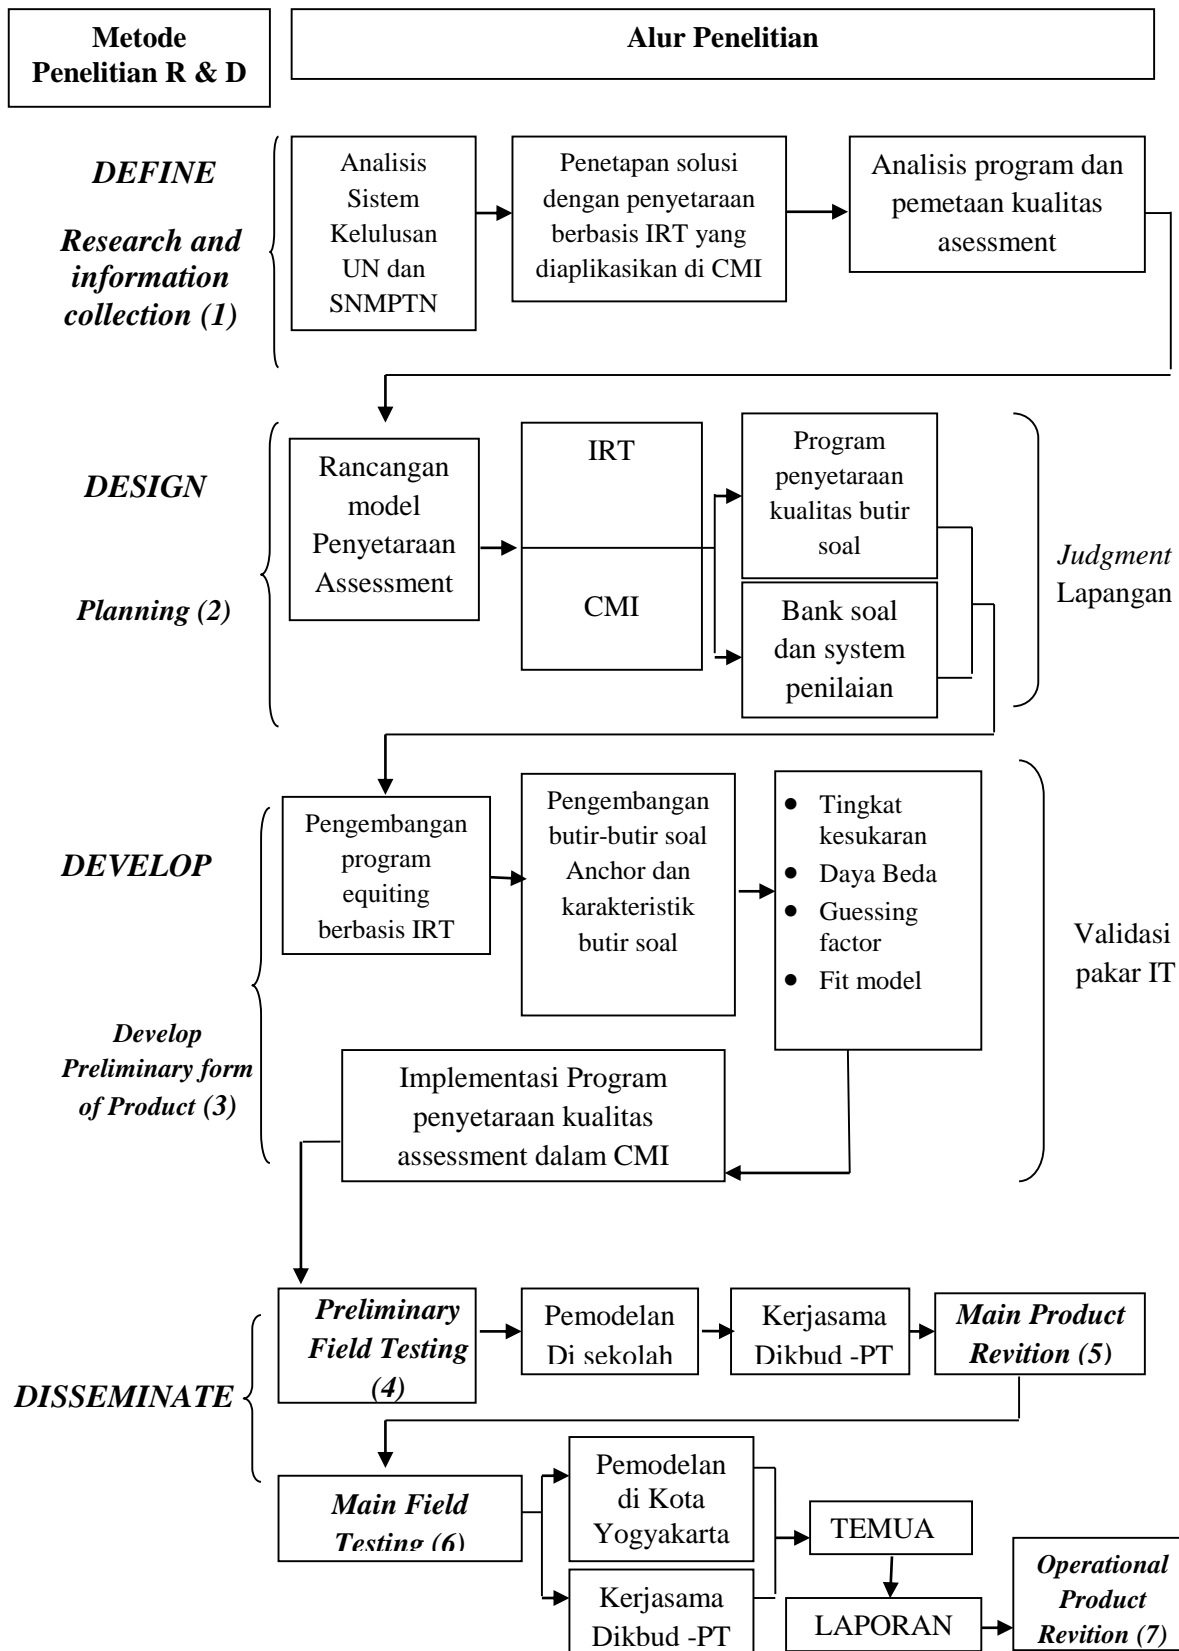 Metode
Penelitian R & D
Alur Penelitian
DEFINE
Research and
information
collection (1)
Analisis
Sistem
Kelulusan
UN dan
SNMPTN
Penetapan solusi
dengan penyetaraan
berbasis IRT yang
diaplikasikan di CMI
Analisis program dan
pemetaan kualitas
asessment
DESIGN
Planning (2)
Rancangan
model
Penyetaraan
Assessment
IRT
CMI
Program
penyetaraan
kualitas butir
soal
Bank soal
dan system
penilaian
Judgment
Lapangan
DEVELOP
Develop
Preliminary form
of Product (3)
Pengembangan
program
equiting
berbasis IRT
Pengembangan
butir-butir soal
Anchor dan
karakteristik
butir soal
• Tingkat
kesukaran
• Daya Beda
• Guessing
factor
• Fit model
Validasi
pakar IT
Implementasi Program
penyetaraan kualitas
assessment dalam CMI
DISSEMINATE
Preliminary
Field Testing
(4)
Pemodelan
Di sekolah
Kerjasama
Dikbud -PT
Main Product
Revition (5)
Main Field
Testing (6)
Pemodelan
di Kota
Yogyakarta
Kerjasama
Dikbud -PT
TEMUA
LAPORAN
Operational
Product
Revition (7)